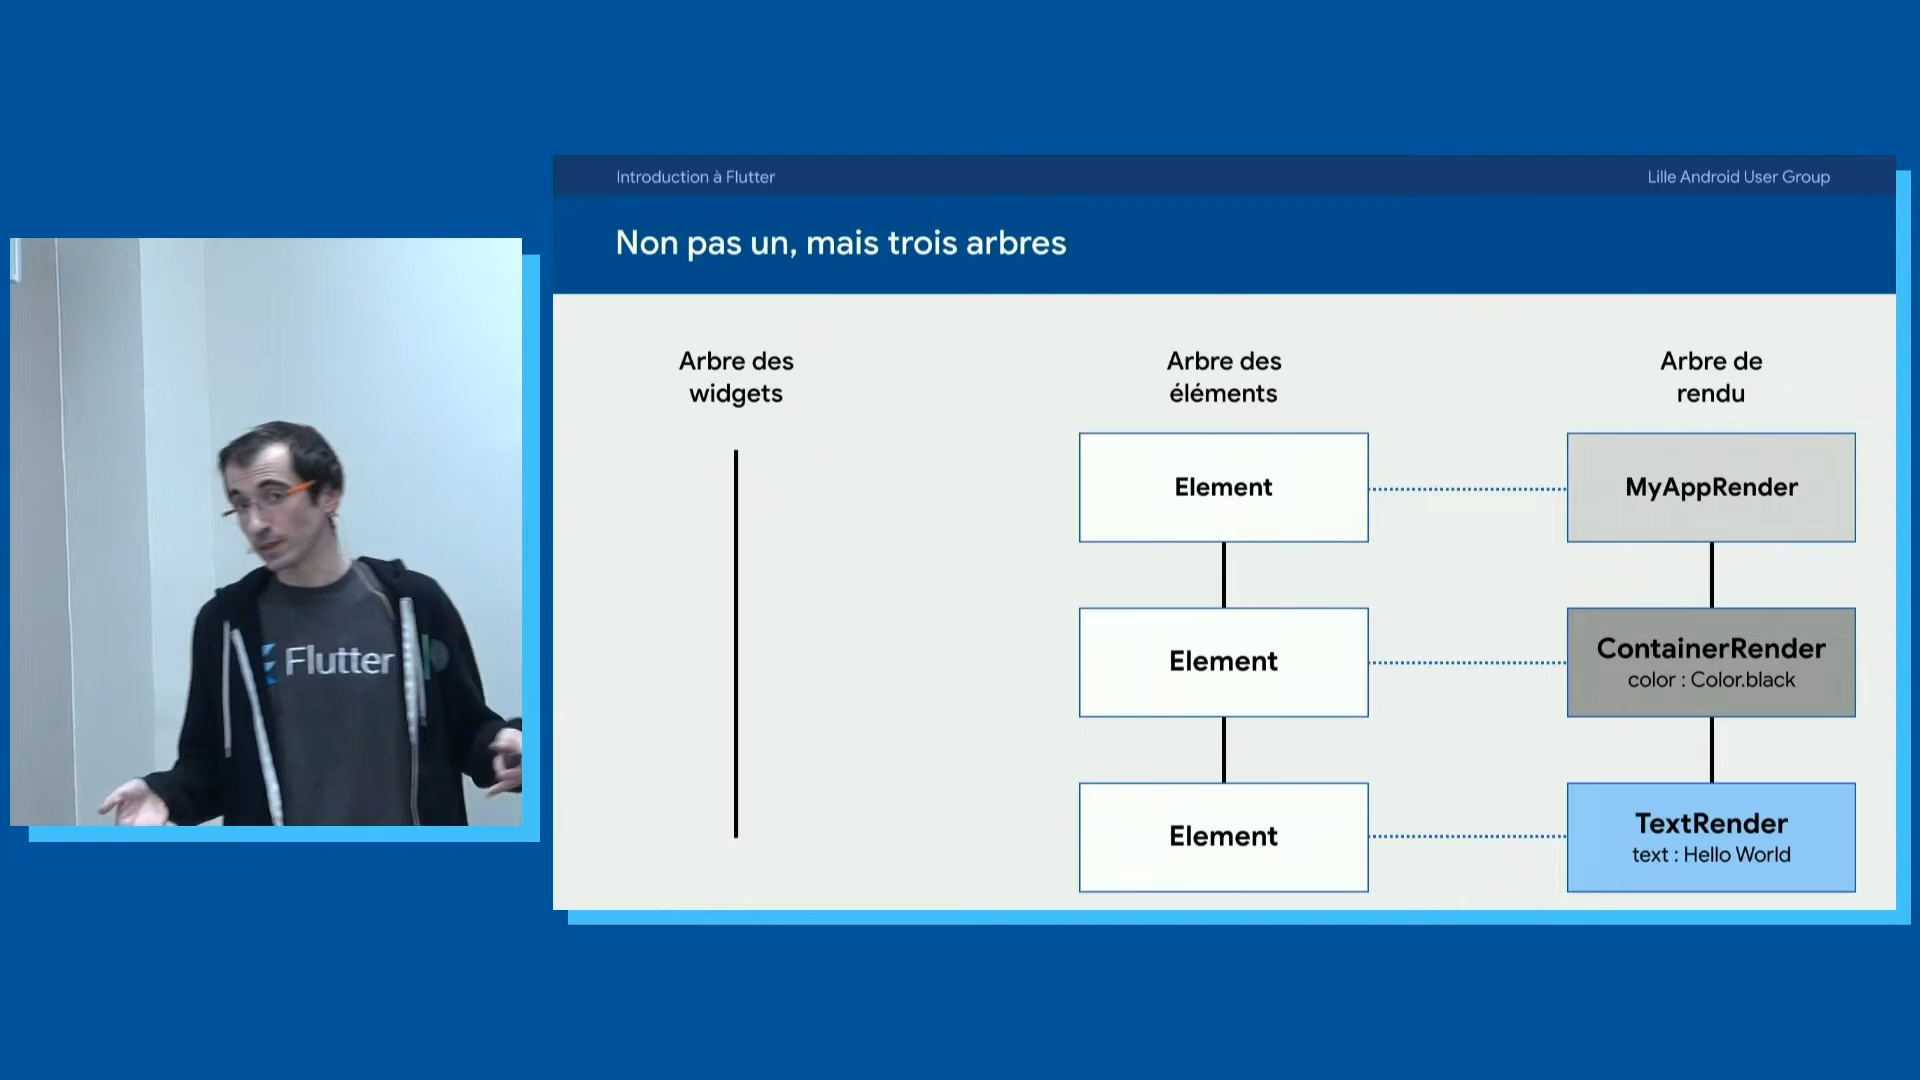 Introduction à Flutter
Lille Android User Group
Non pas un, mais trois arbres
Arbre des
widgets
Arbre des
éléments
Arbre de
rendu
Element
MyAppRender
Element
ContainerRender
color : Color.black
Element
TextRender
text : Hello World
Flutter